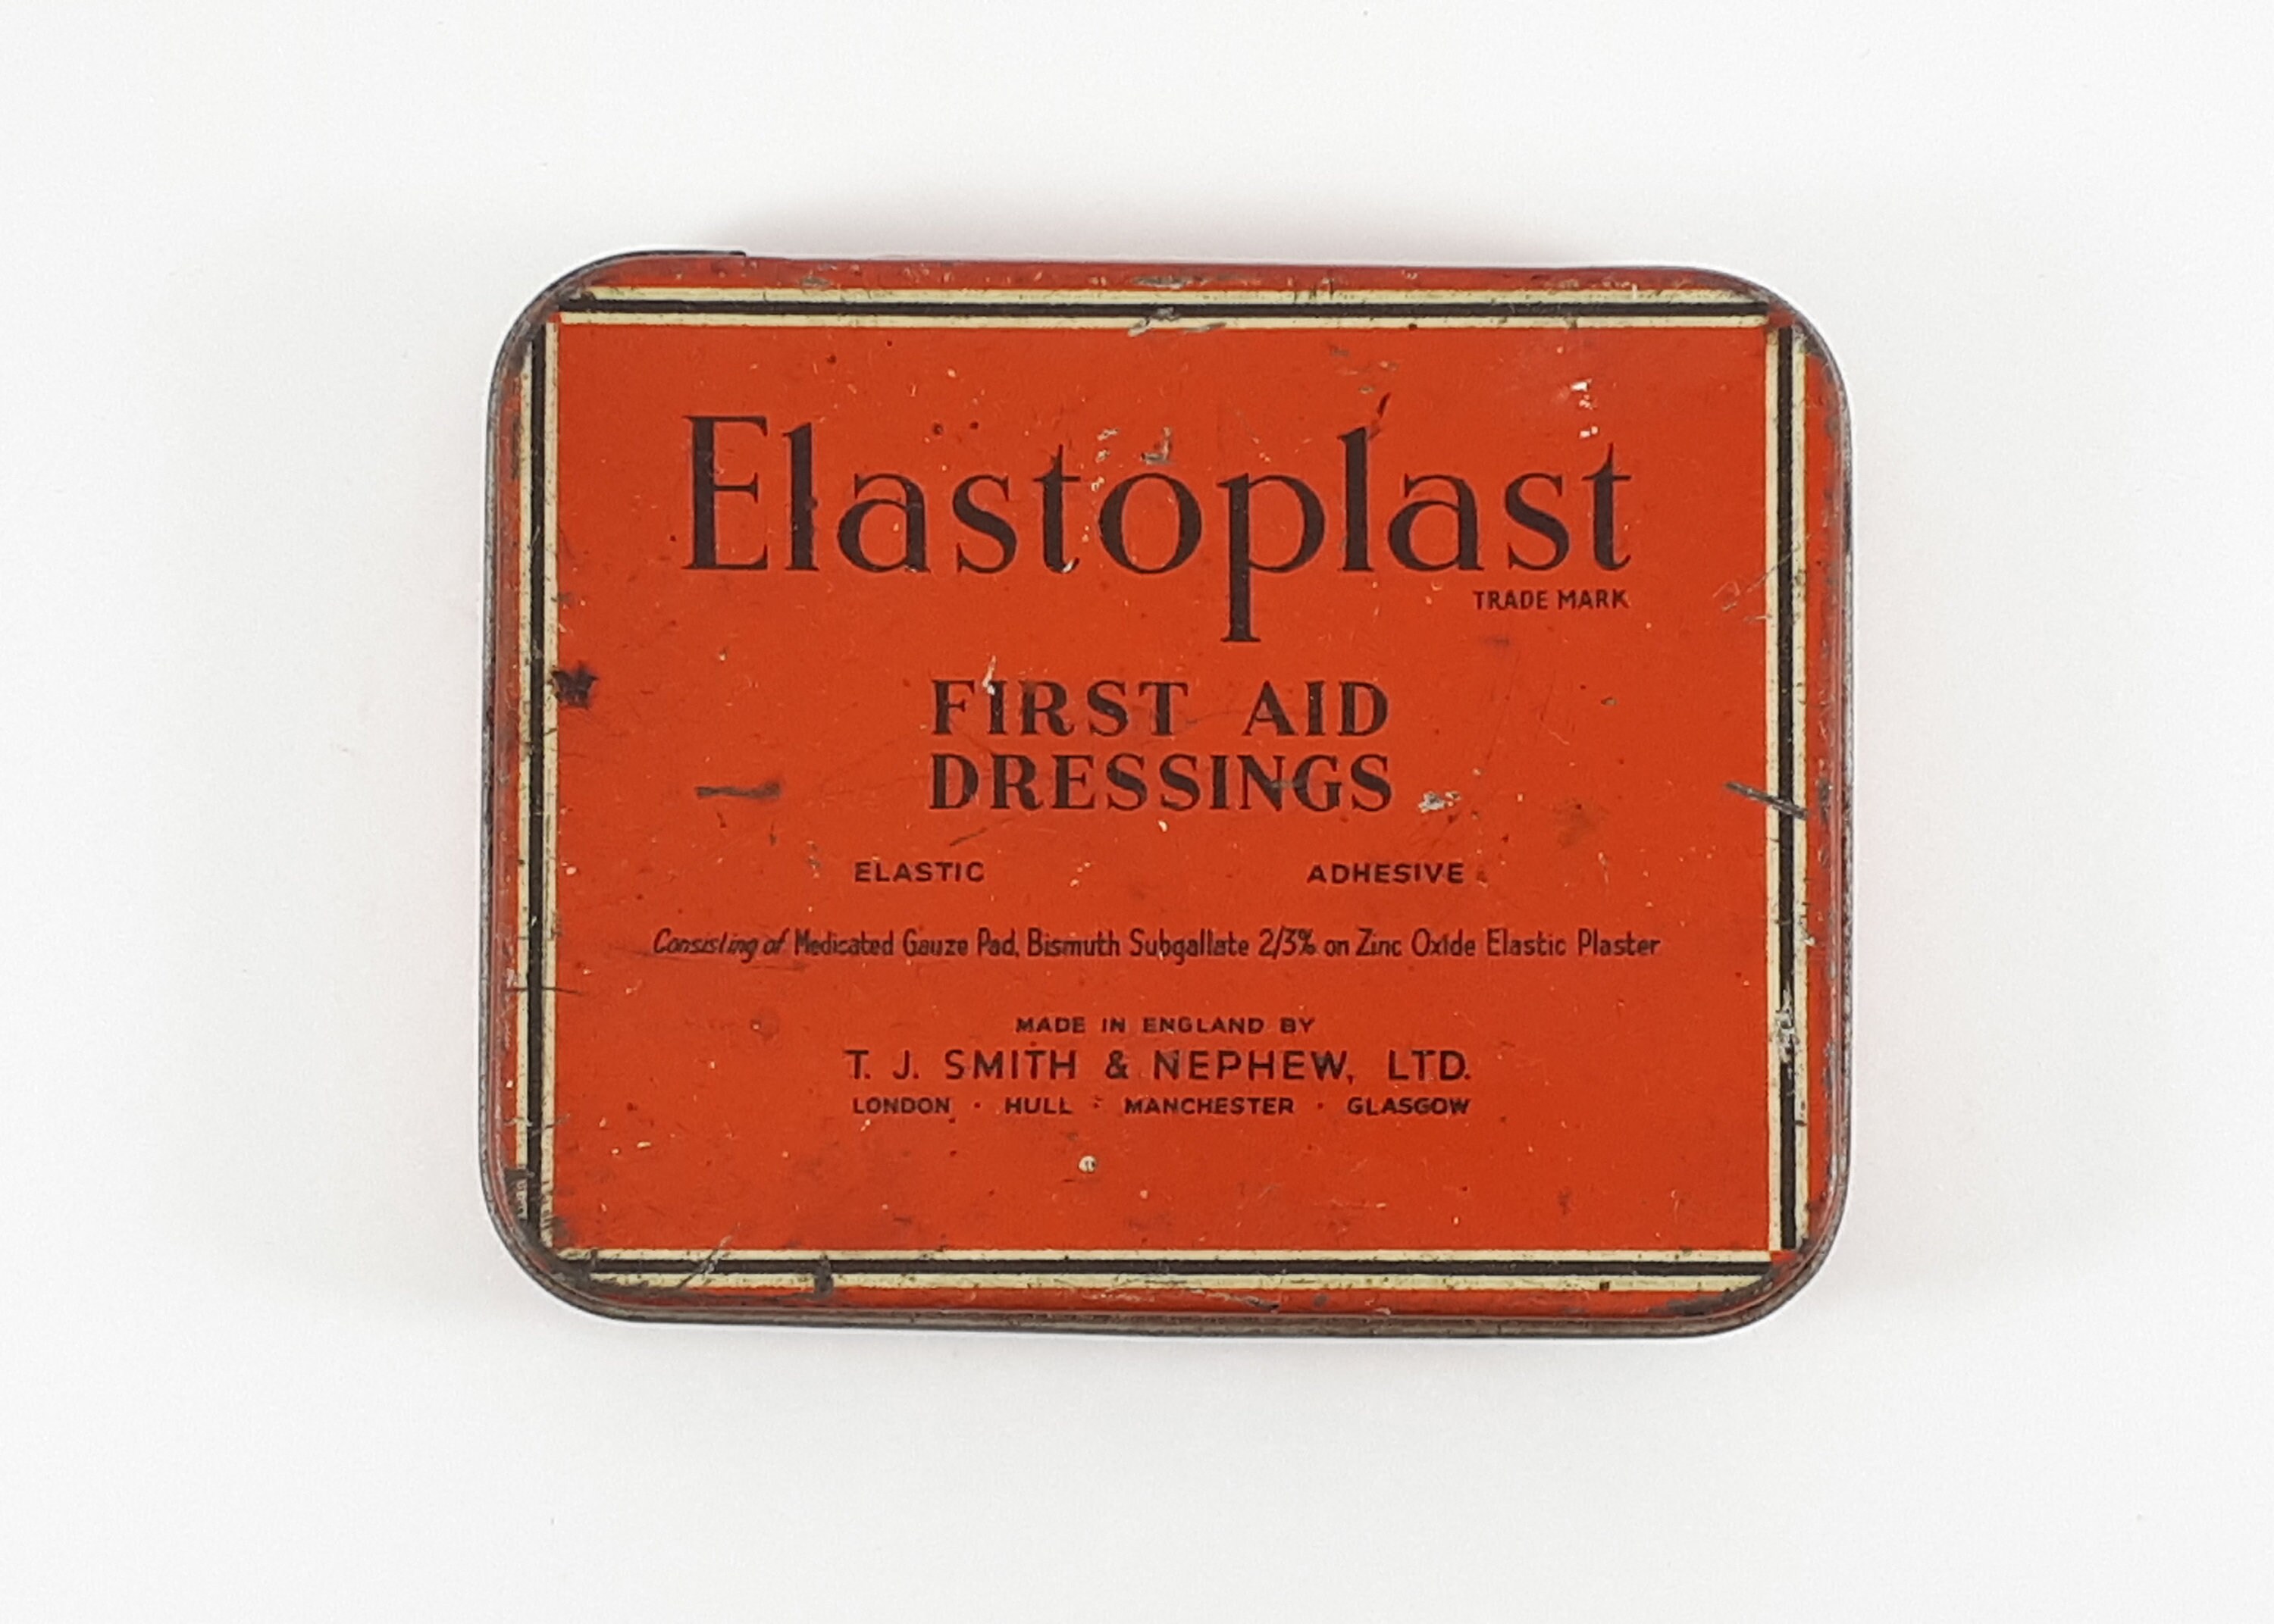 Elastoplast
TRADE MARK
FIRST AID
DRESSINGS
ELASTIC ADHESIVE
Consisting of Medicated Gauze Pad, Bismuth Subgallate 2/3% on Zinc Oxide Elastic Plaster
MADE IN ENGLAND BY
T. J. SMITH & NEPHEW, LTD.
LONDON · HULL · MANCHESTER · GLASGOW